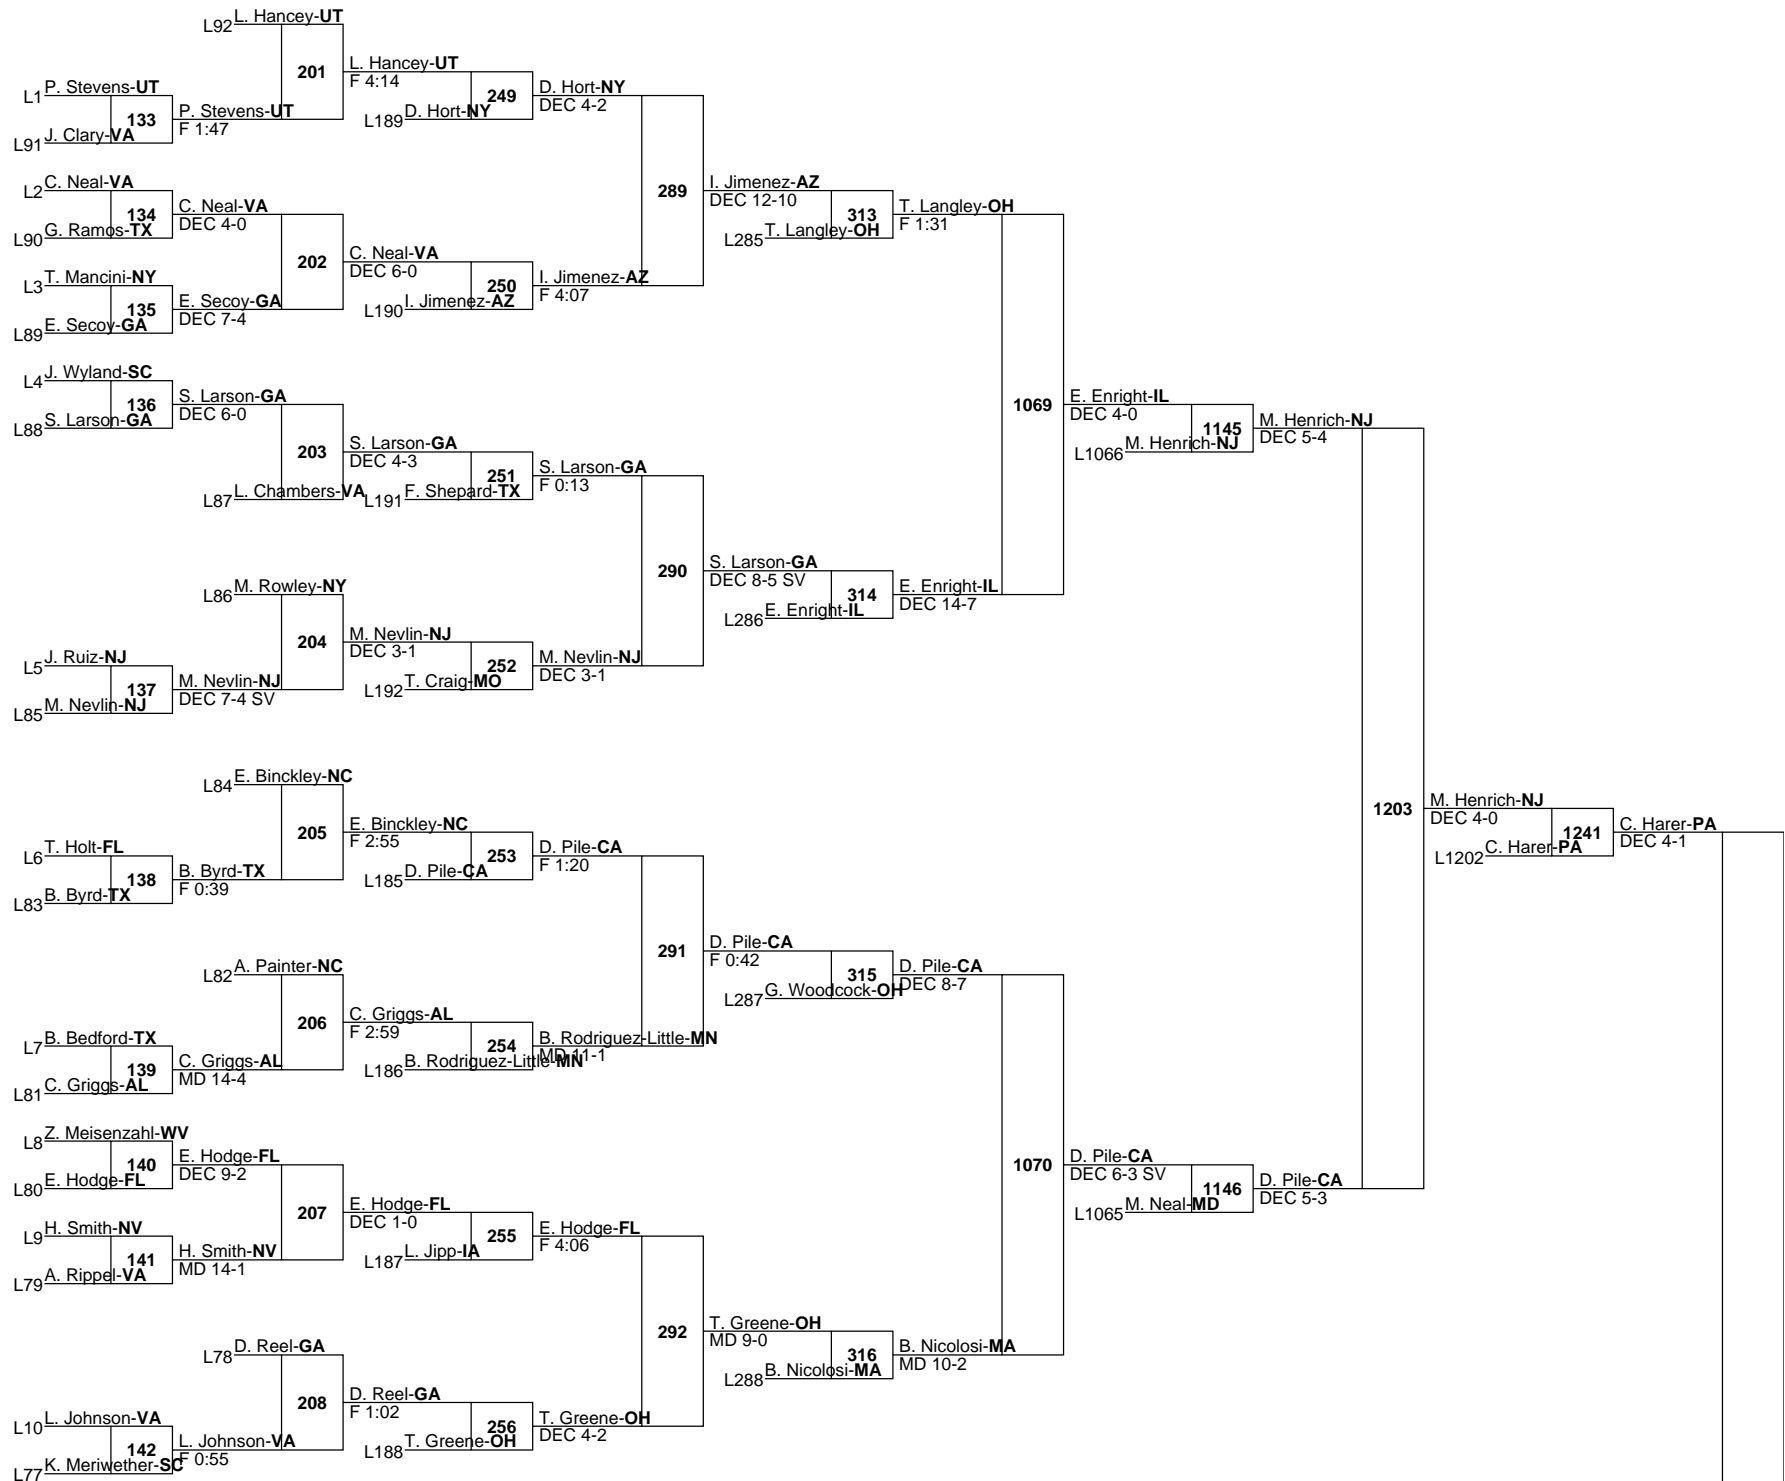 L92 L. Hancey-UT
201
L. Hancey-UT
F 4:14
L1 P. Stevens-UT
133
L91 J. Clary-VA
P. Stevens-UT
F 1:47
249
L189 D. Hort-NY
D. Hort-NY
DEC 4-2
L2 C. Neal-VA
134
L90 G. Ramos-TX
C. Neal-VA
DEC 4-0
289
I. Jimenez-AZ
DEC 12-10
313
L285 T. Langley-OH
T. Langley-OH
F 1:31
202
C. Neal-VA
DEC 6-0
L3 T. Mancini-NY
135
L89 E. Secoy-GA
E. Secoy-GA
DEC 7-4
250
L190 I. Jimenez-AZ
I. Jimenez-AZ
F 4:07
L4 J. Wyland-SC
136
L88 S. Larson-GA
S. Larson-GA
DEC 6-0
1069
E. Enright-IL
DEC 4-0
1145
L1066 M. Henrich-NJ
M. Henrich-NJ
DEC 5-4
203
S. Larson-GA
DEC 4-3
L87 L. Chambers-VA
251
L191 F. Shepard-TX
S. Larson-GA
F 0:13
290
S. Larson-GA
DEC 8-5 SV
314
L286 E. Enright-IL
E. Enright-IL
DEC 14-7
L86 M. Rowley-NY
204
M. Nevlin-NJ
DEC 3-1
L5 J. Ruiz-NJ
137
L85 M. Nevlin-NJ
M. Nevlin-NJ
DEC 7-4 SV
252
L192 T. Craig-MO
M. Nevlin-NJ
DEC 3-1
L84 E. Binckley-NC
205
E. Binckley-NC
F 2:55
1203
M. Henrich-NJ
DEC 4-0
1241
L1202 C. Harer-PA
C. Harer-PA
DEC 4-1
L6 T. Holt-FL
138
L83 B. Byrd-TX
B. Byrd-TX
F 0:39
253
L185 D. Pile-CA
D. Pile-CA
F 1:20
291
D. Pile-CA
F 0:42
315
L287 G. Woodcock-OH
D. Pile-CA
DEC 8-7
L82 A. Painter-NC
206
C. Griggs-AL
F 2:59
L7 B. Bedford-TX
139
L81 C. Griggs-AL
C. Griggs-AL
MD 14-4
254
L186 B. Rodriguez-Little-MN
B. Rodriguez-Little-MN
MD 11-1
L8 Z. Meisenzahl-WV
140
L80 E. Hodge-FL
E. Hodge-FL
DEC 9-2
1070
D. Pile-CA
DEC 6-3 SV
1146
L1065 M. Neal-MD
D. Pile-CA
DEC 5-3
207
E. Hodge-FL
DEC 1-0
L9 H. Smith-NV
141
L79 A. Rippel-VA
H. Smith-NV
MD 14-1
255
L187 L. Jipp-IA
E. Hodge-FL
F 4:06
292
T. Greene-OH
MD 9-0
316
L288 B. Nicolosi-MA
B. Nicolosi-MA
MD 10-2
L78 D. Reel-GA
208
D. Reel-GA
F 1:02
L10 L. Johnson-VA
142
L77 K. Meriwether-SC
L. Johnson-VA
F 0:55
256
L188 T. Greene-OH
T. Greene-OH
DEC 4-2